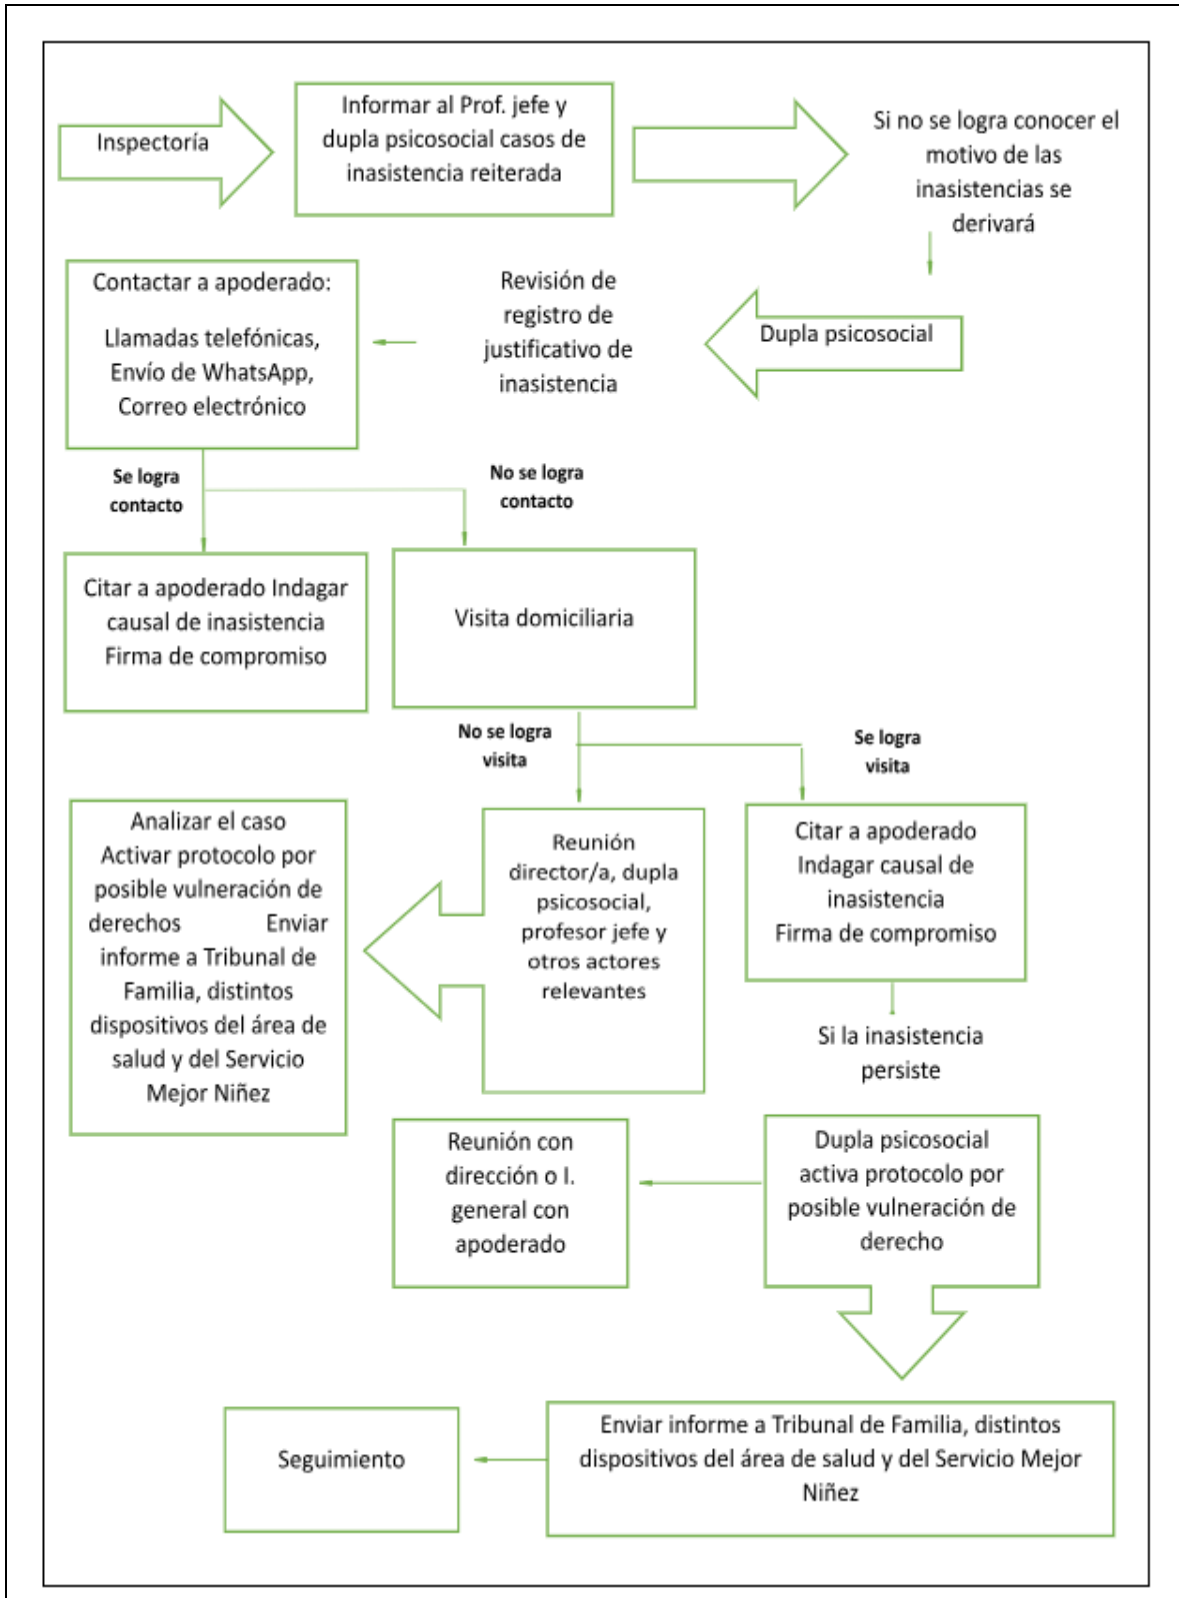 Inspectoría
Informar al Prof. jefe y
dupla psicosocial casos de
inasistencia reiterada
Si no se logra conocer el
motivo de las
inasistencias se
derivará
Dupla psicosocial
Revisión de
registro de
justificativo de
inasistencia
Contactar a apoderado:
Llamadas telefónicas,
Envío de WhatsApp,
Correo electrónico
Se logra
contacto
No se logra
contacto
Citar a apoderado Indagar
causal de inasistencia
Firma de compromiso
Visita domiciliaria
No se logra
visita
Se logra
visita
Analizar el caso
Activar protocolo por
posible vulneración de
derechos Enviar
informe a Tribunal de
Familia, distintos
dispositivos del área de
salud y del Servicio
Mejor Niñez
Reunión
director/a, dupla
psicosocial,
profesor jefe y
otros actores
relevantes
Citar a apoderado
Indagar causal de
inasistencia
Firma de compromiso
Si la inasistencia
persiste
Reunión con
dirección o I.
general con
apoderado
Dupla psicosocial
activa protocolo por
posible vulneración de
derecho
Enviar informe a Tribunal de Familia, distintos
dispositivos del área de salud y del Servicio Mejor
Niñez
Seguimiento